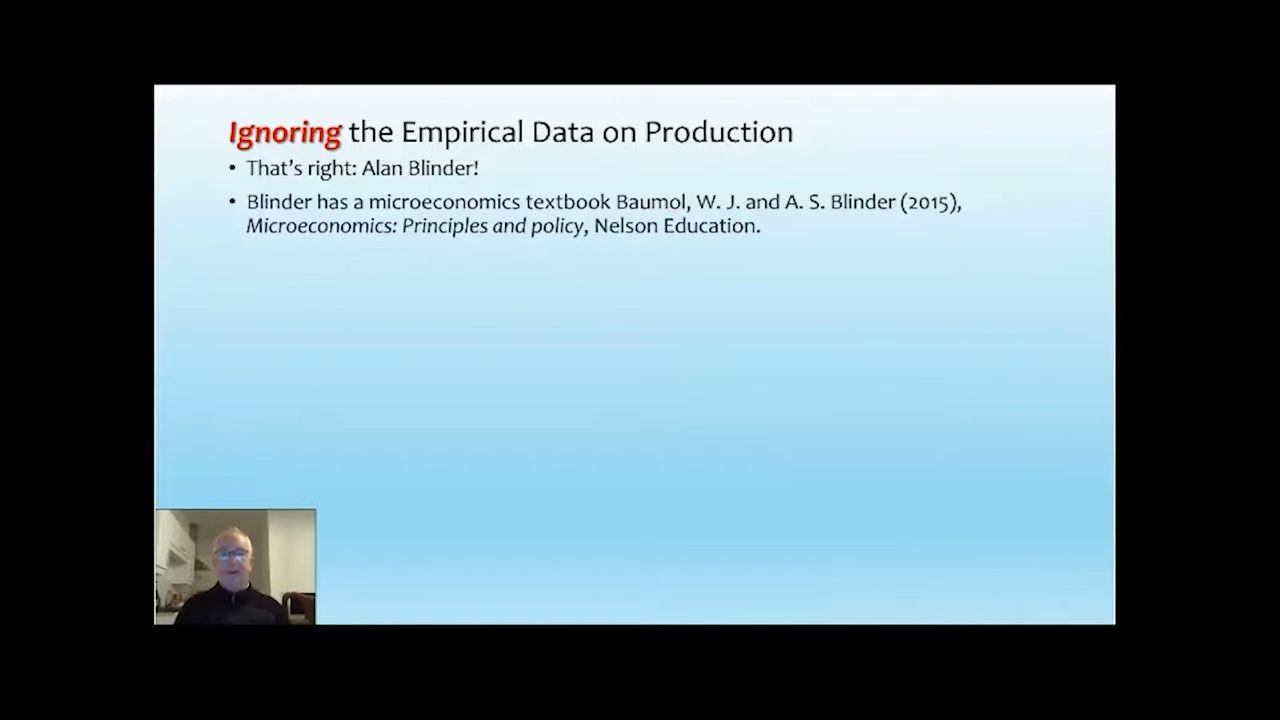 Ignoring the Empirical Data on Production
• That’s right: Alan Blinder!
• Blinder has a microeconomics textbook Baumol, W. J. and A. S. Blinder (2015),
Microeconomics: Principles and policy, Nelson Education.